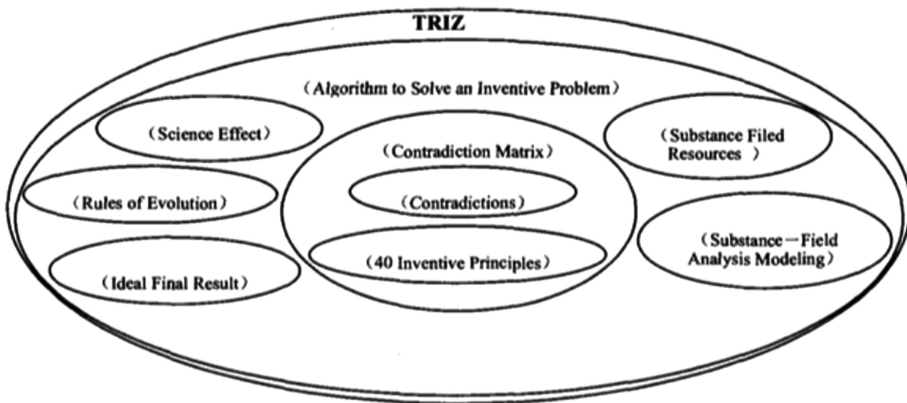 TRIZ
(Algorithm to Solve an Inventive Problem)
(Science Effect)
(Substance Filed
Resources )
(Contradiction Matrix)
(Rules of Evolution)
(Contradictions)
(Substance—Field
Analysis Modeling)
(40 Inventive Principles)
(Ideal Final Result)